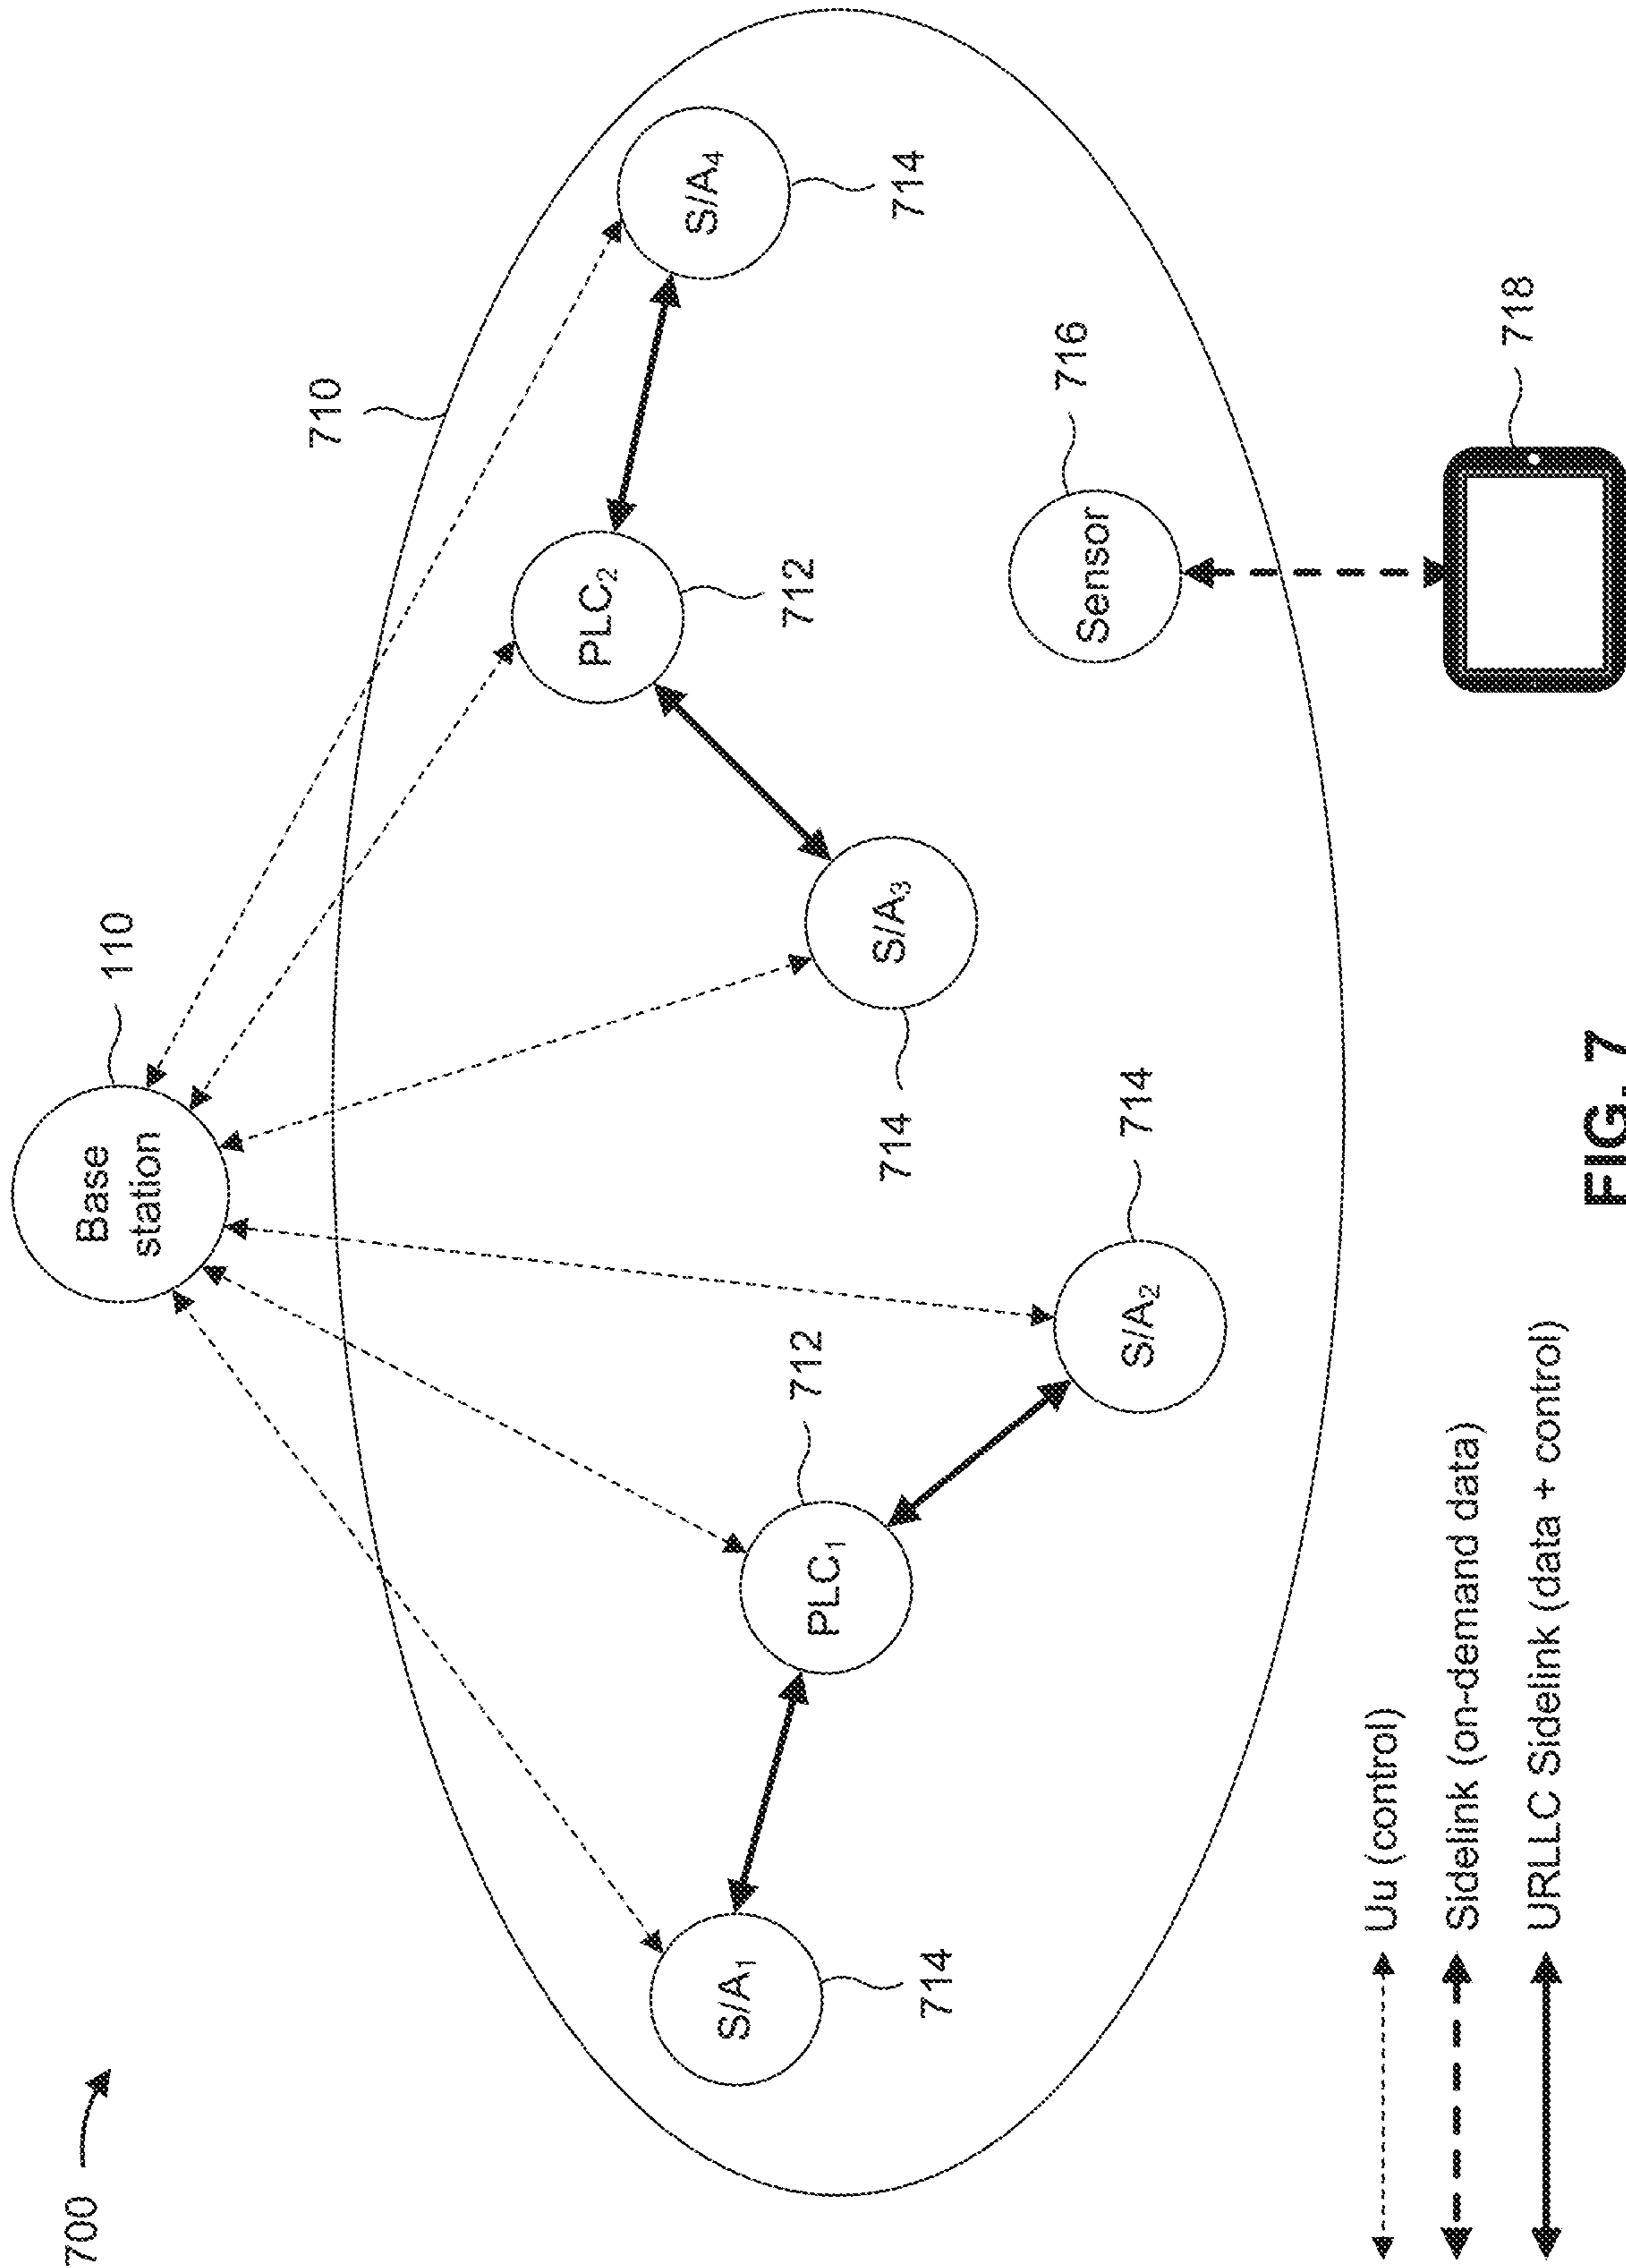 700
Base
station
110
710
S/A₁
714
PLC₁
712
S/A₂
714
S/A₃
714
PLC₂
712
S/A₄
714
Sensor
716
718
Uu (control)
Sidelink (on-demand data)
URLLC Sidelink (data + control)
FIG. 7